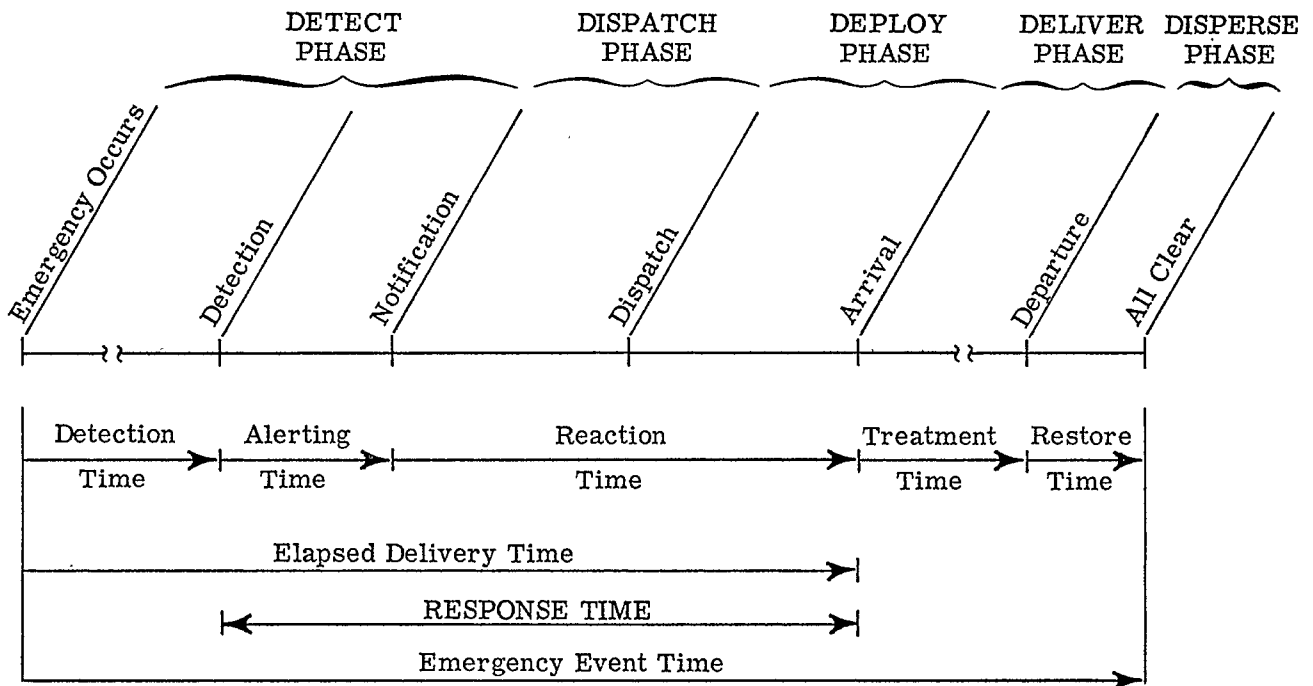 DETECT PHASE
DISPATCH PHASE
DEPLOY PHASE
DELIVER PHASE
DISPERSE PHASE
Emergency Occurs
Detection
Notification
Dispatch
Arrival
Departure
All Clear
Detection Time
Alerting Time
Reaction Time
Treatment Time
Restore Time
Elapsed Delivery Time
RESPONSE TIME
Emergency Event Time